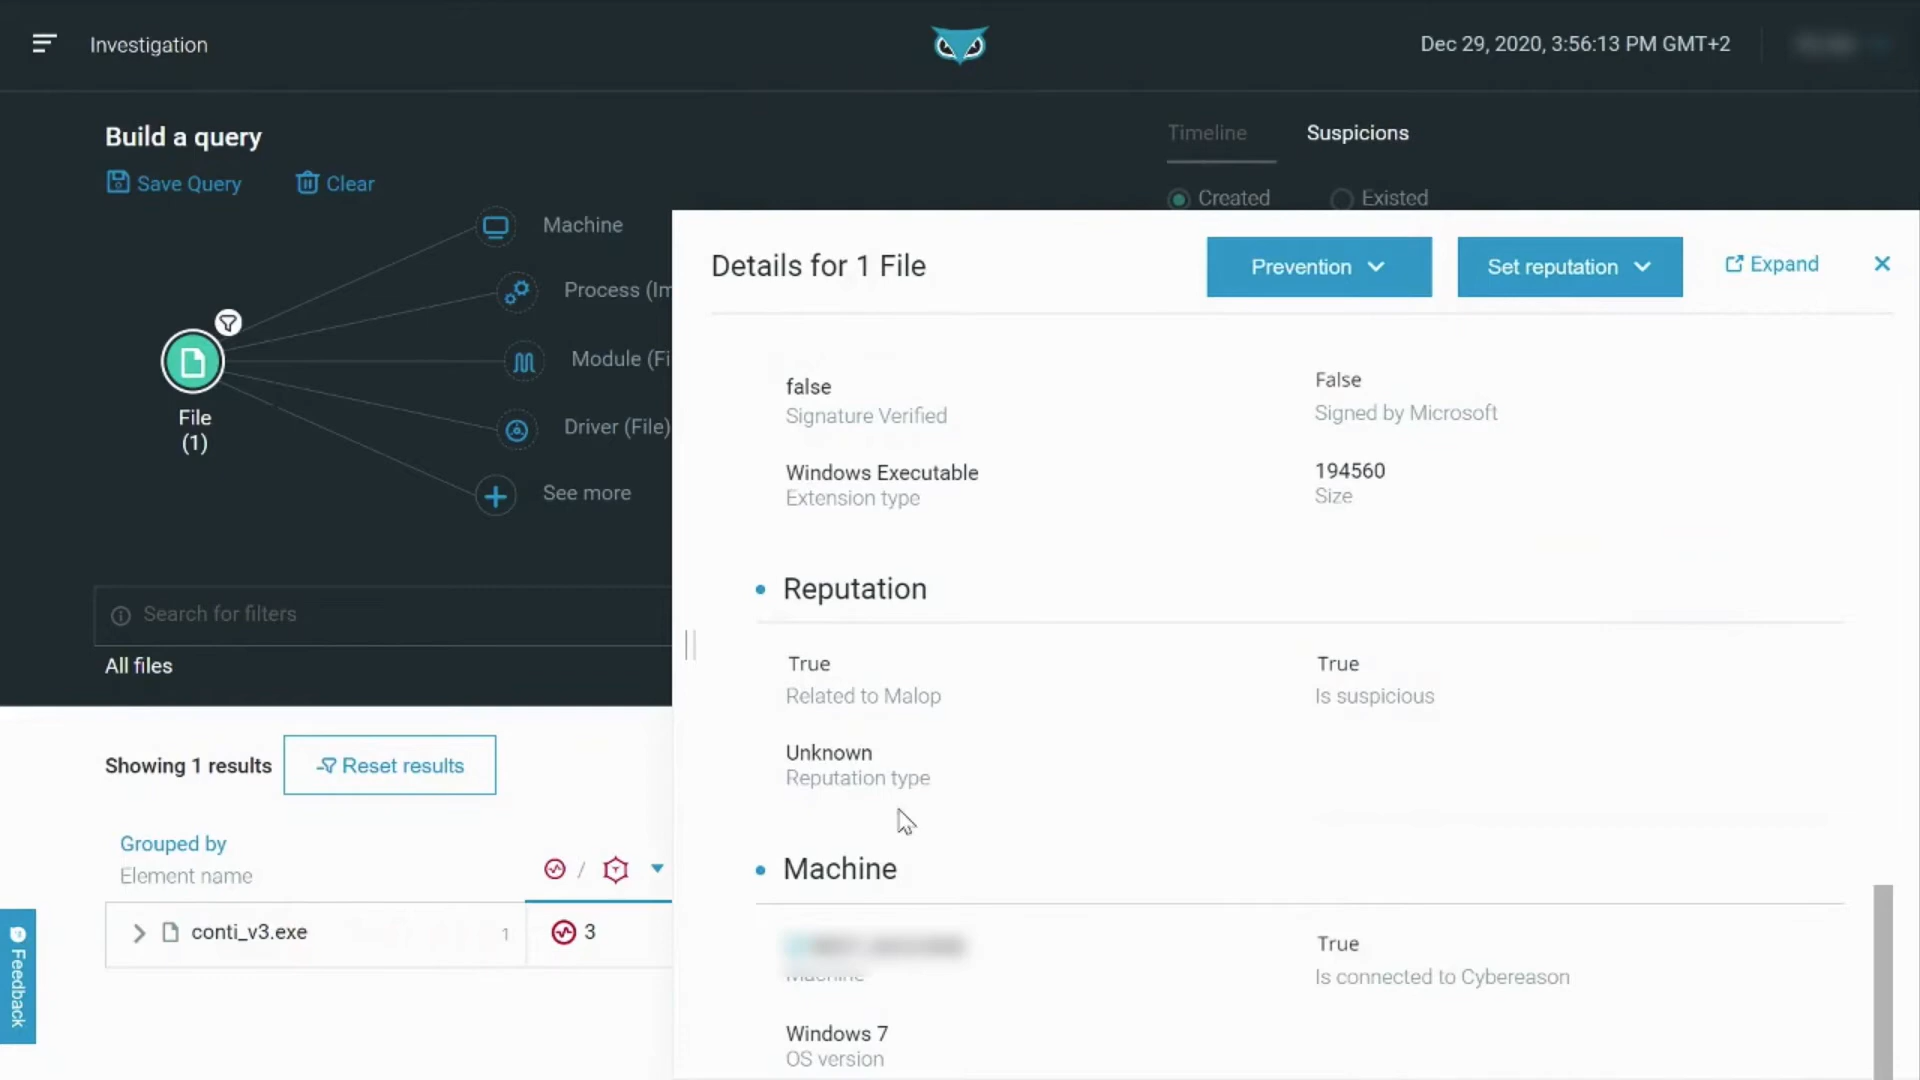 Investigation
Dec 29, 2020, 3:56:13 PM GMT+2
Build a query
Save Query
Clear
Timeline
Suspicions
Created
Existed
Machine
Process (Im
Module (Fi
Driver (File)
See more
File
(1)
Search for filters
All files
Showing 1 results
Reset results
Grouped by
Element name
/
conti_v3.exe
1
3
Feedback
Details for 1 File
Prevention
Set reputation
Expand
false
Signature Verified
False
Signed by Microsoft
Windows Executable
Extension type
194560
Size
Reputation
True
Related to Malop
True
Is suspicious
Unknown
Reputation type
Machine
Machine
True
Is connected to Cybereason
Windows 7
OS version